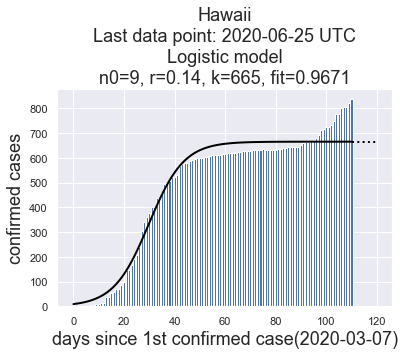 Hawaii
Last data point: 2020-06-25 UTC
Logistic model
n0=9, r=0.14, k=665, fit=0.9671
800
700
600
500
400
300
200
100
0
confirmed cases
0 20 40 60 80 100 120
days since 1st confirmed case(2020-03-07)